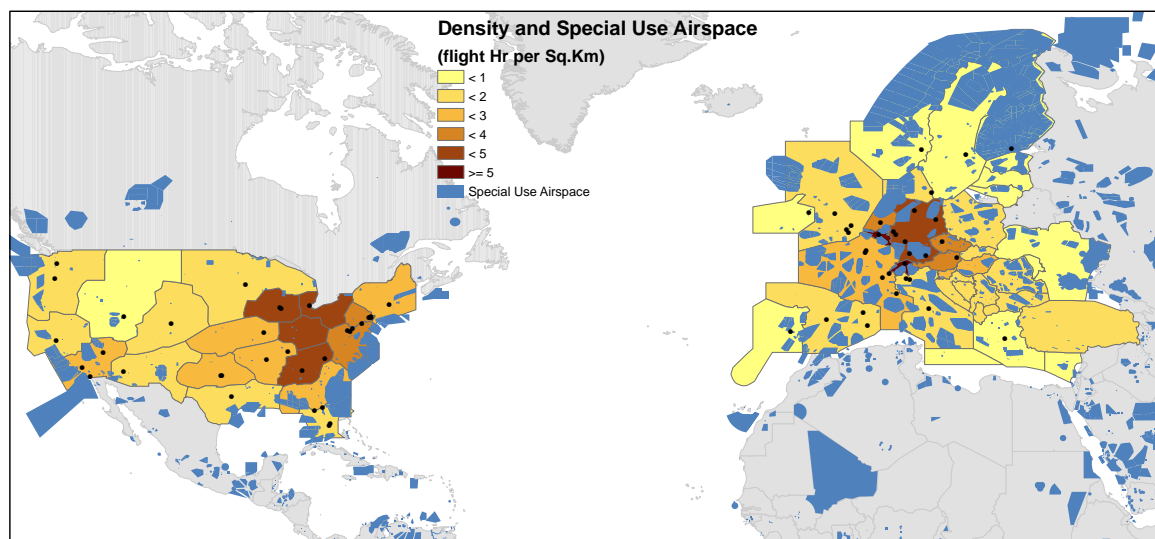 Density and Special Use Airspace
(flight Hr per Sq.Km)
< 1
< 2
< 3
< 4
< 5
>= 5
Special Use Airspace